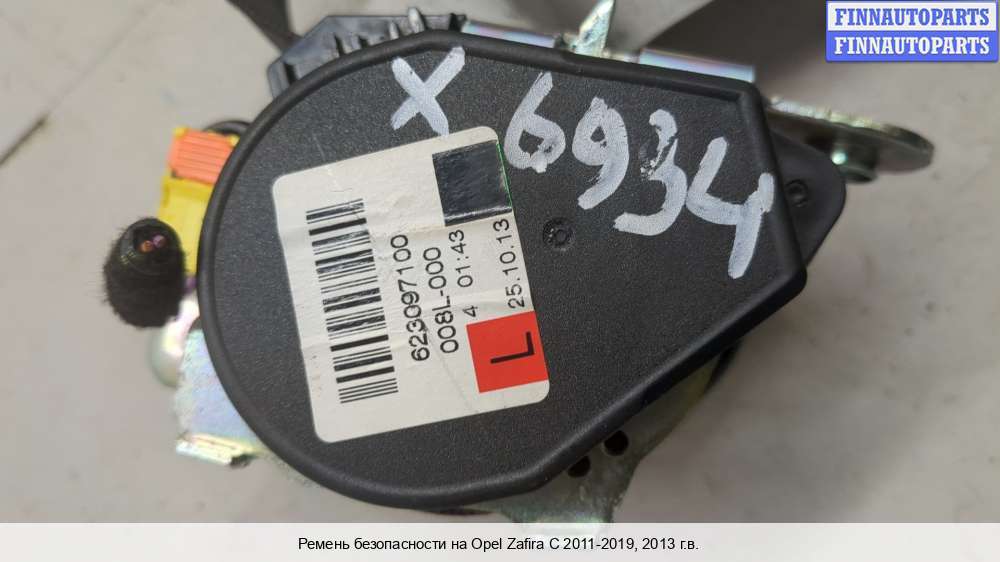 FINNAUTOPARTS
FINNAUTOPARTS
X 6934
623097100
008L-000
4 01:43
25.10.13
L
Ремень безопасности на Opel Zafira C 2011-2019, 2013 г.в.